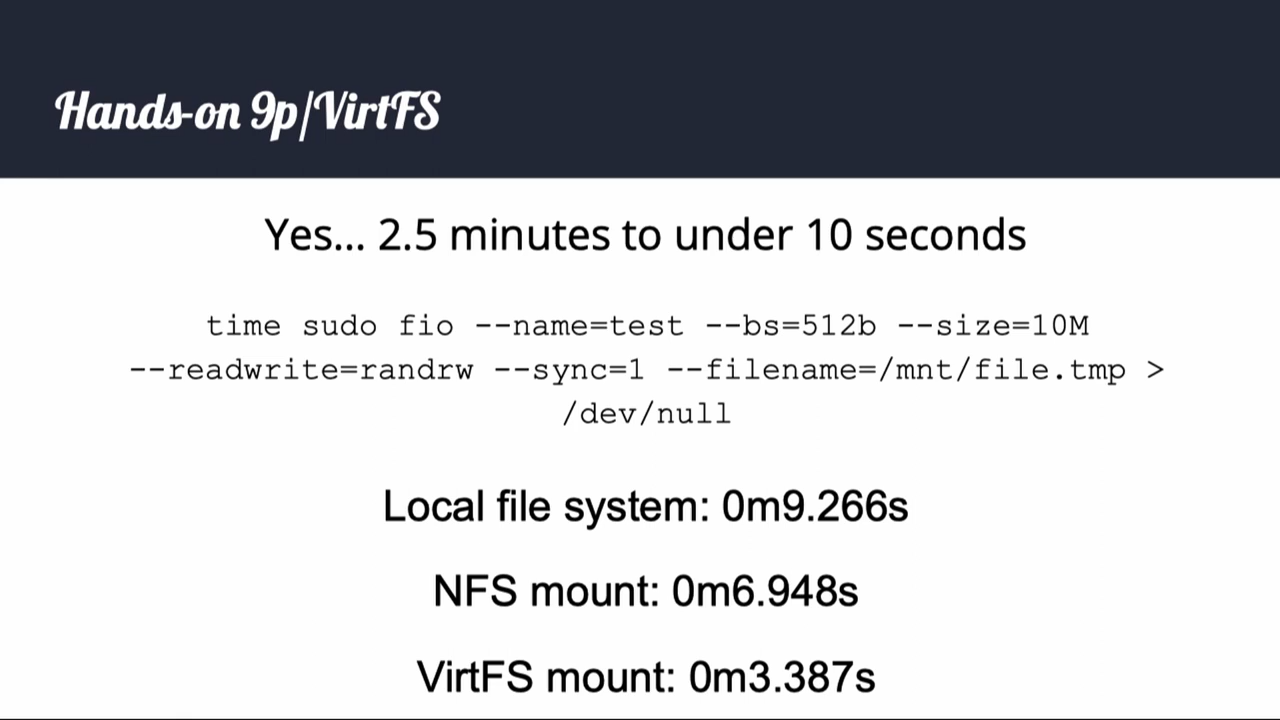 Hands-on 9p/VirtFS
Yes... 2.5 minutes to under 10 seconds
time sudo fio --name=test --bs=512b --size=10M
--readwrite=randrw --sync=1 --filename=/mnt/file.tmp >
/dev/null
Local file system: 0m9.266s
NFS mount: 0m6.948s
VirtFS mount: 0m3.387s